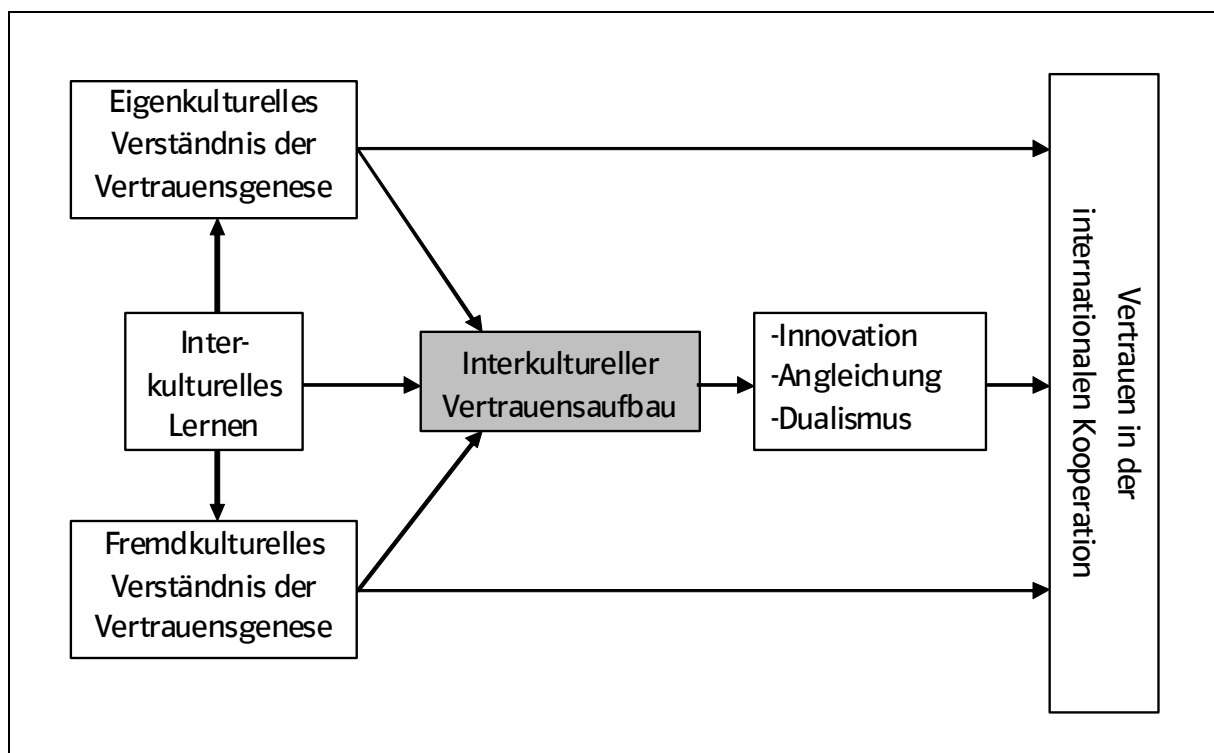 Eigenkulturelles
Verständnis der
Vertrauensgenese
Inter-
kulturelles
Lernen
Fremdkulturelles
Verständnis der
Vertrauensgenese
Interkultureller
Vertrauensaufbau
-Innovation
-Angleichung
-Dualismus
Vertrauen in der
internationalen Kooperation